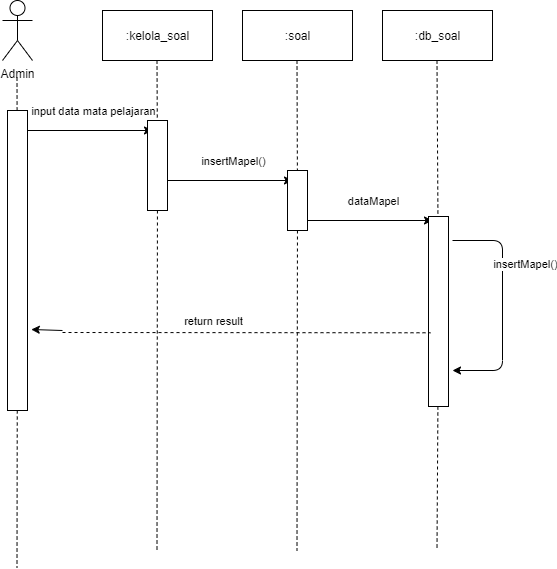 :kelola_soal
:soal
:db_soal
Admin
input data mata pelajaran
insertMapel()
dataMapel
insertMapel()
return result